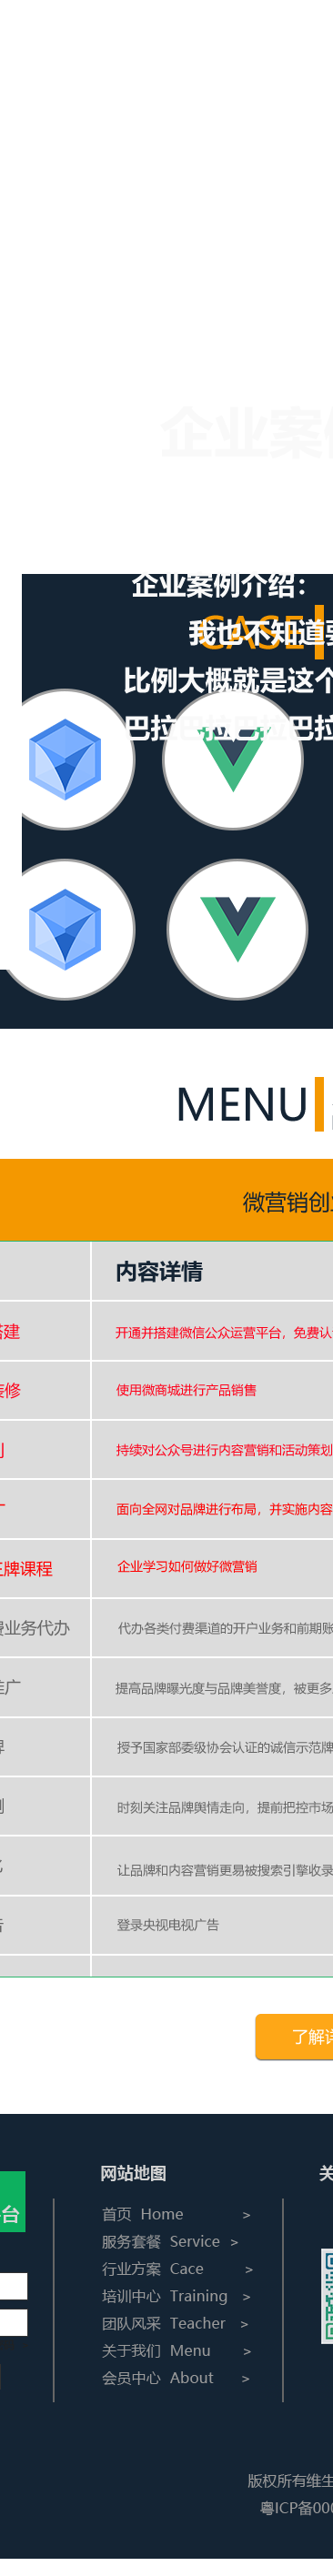 企业案
企业案例介绍：
CASE
我也不知道
比例大概就是这个
巴拉巴拉巴拉巴拉
MENU
微营销创
内容详情
建
开通并搭建微信公众运营平台，免费认
装修
使用微商城进行产品销售
持续对公众号进行内容营销和活动策划
面向全网对品牌进行布局，并实施内容
王牌课程
企业学习如何做好微营销
费业务代办
代办各类付费渠道的开户业务和前期账
推广
提高品牌曝光度与品牌美誉度，被更多
授予国家部委级协会认证的诚信示范牌
时刻关注品牌舆情走向，提前把控市场
让品牌和内容营销更易被搜索引擎收录
登录央视电视广告
了解
台
网站地图
首页 Home >
服务套餐 Service >
行业方案 Cace >
培训中心 Training >
团队风采 Teacher >
关于我们 Menu >
会员中心 About >
关
版权所有维生
粤ICP备00